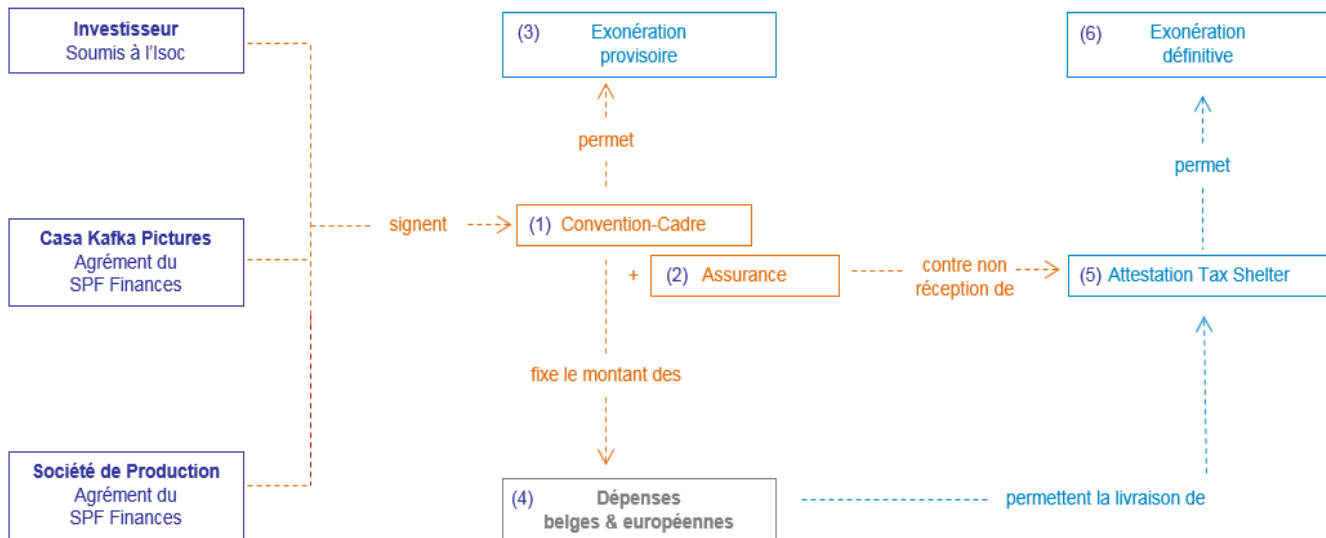 Investisseur
Soumis à l'Isoc
(3) Exonération
provisoire
(6) Exonération
définitive
permet
permet
Casa Kafka Pictures
Agrément du
SPF Finances
signent
(1) Convention-Cadre
+ (2) Assurance
contre non
réception de
(5) Attestation Tax Shelter
fixe le montant des
Société de Production
Agrément du
SPF Finances
(4) Dépenses
belges & européennes
permettent la livraison de